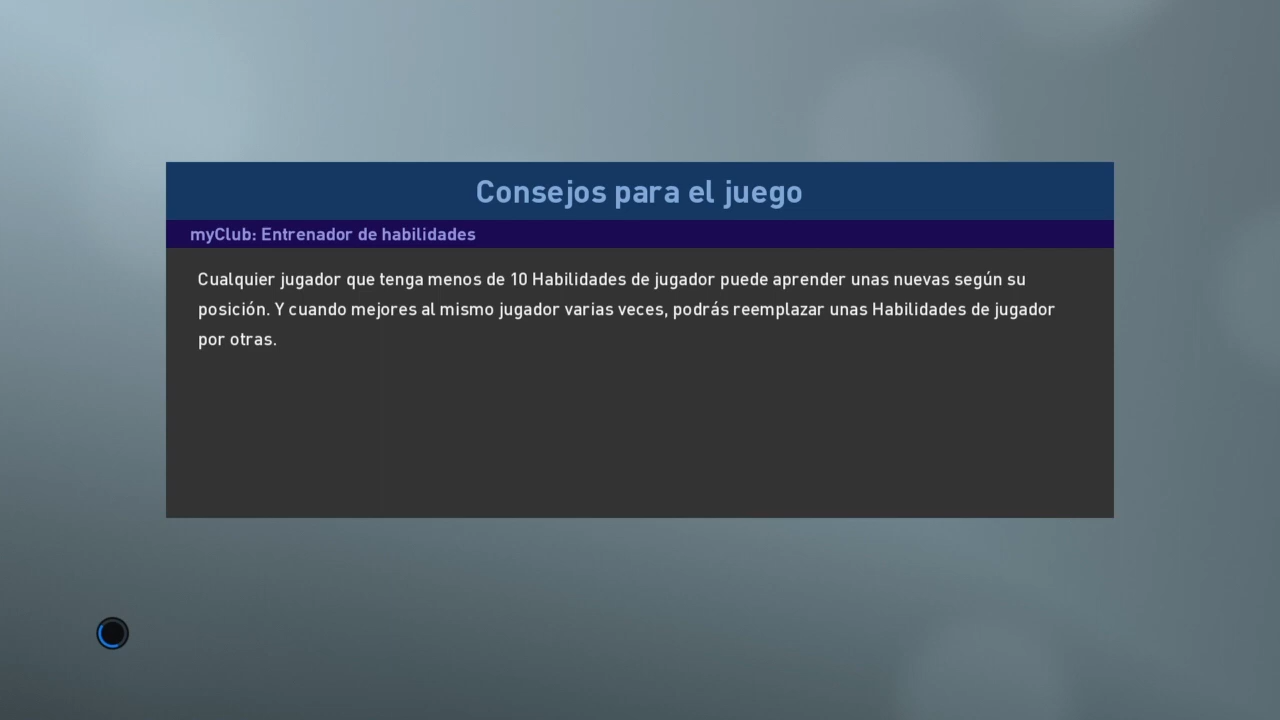 Consejos para el juego
myClub: Entrenador de habilidades
Cualquier jugador que tenga menos de 10 Habilidades de jugador puede aprender unas nuevas según su
posición. Y cuando mejores al mismo jugador varias veces, podrás reemplazar unas Habilidades de jugador
por otras.